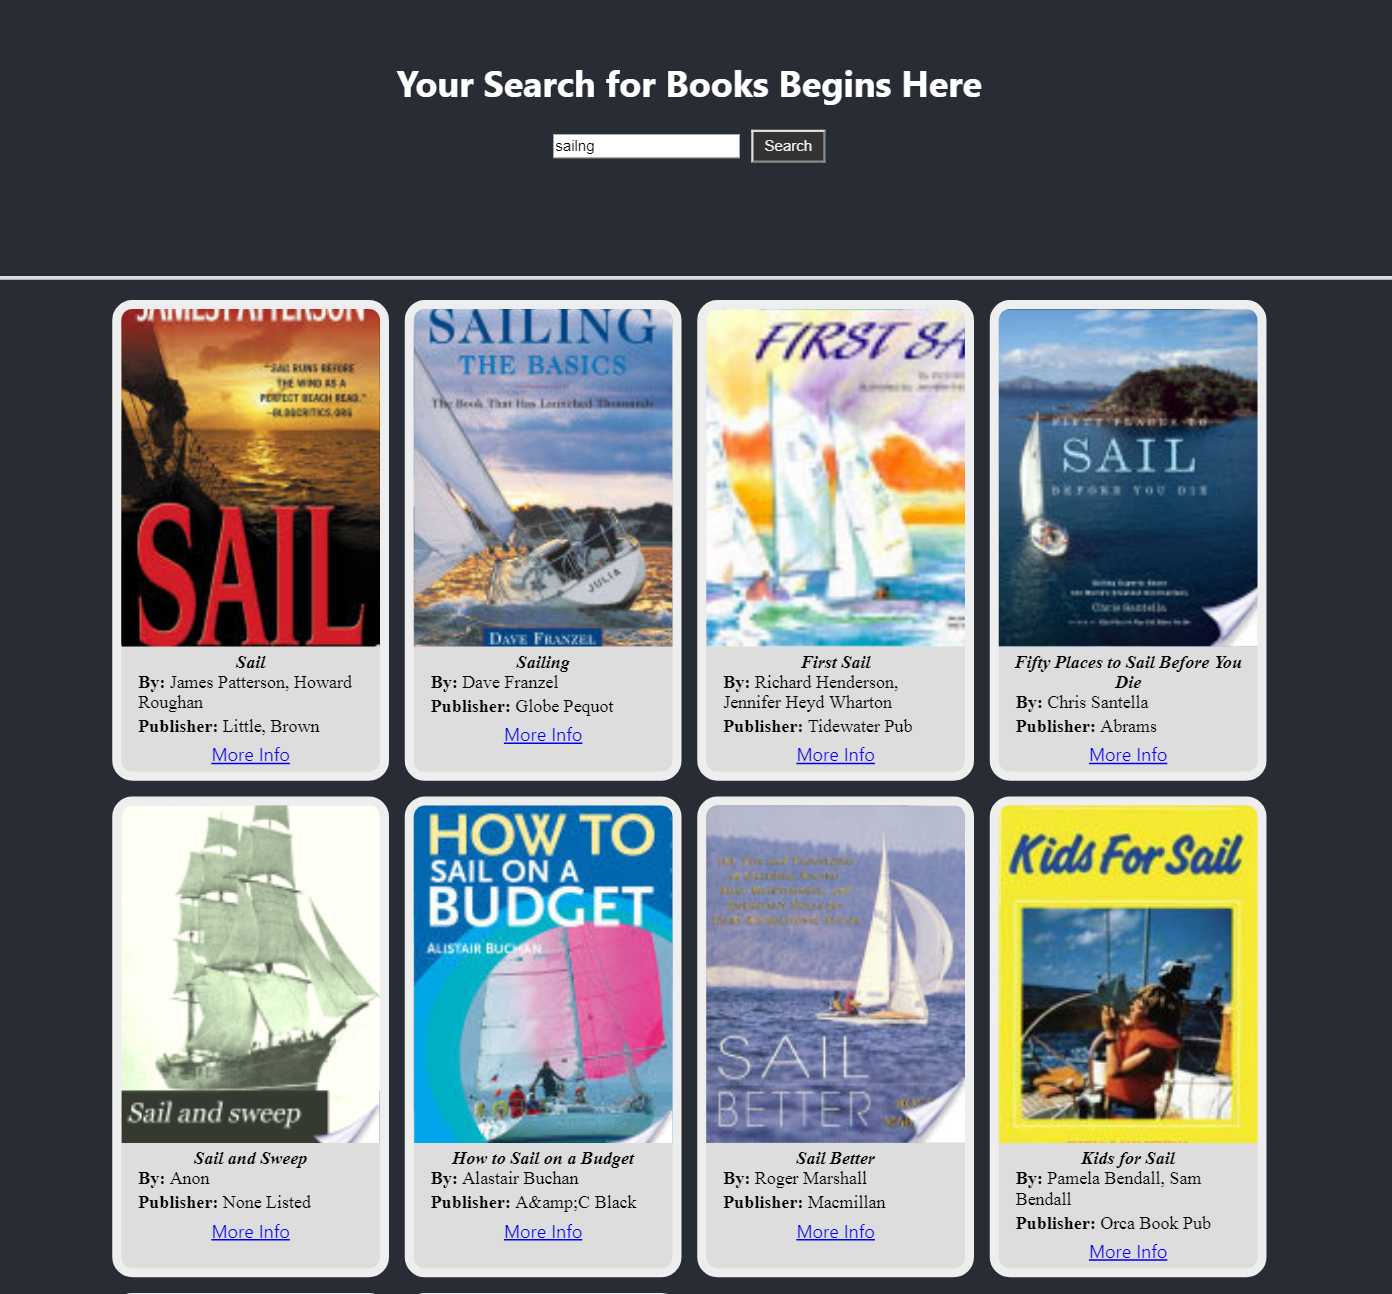 Your Search for Books Begins Here
sailng
Search
JAMES PATTERSON
"SAIL RUNS BEFORE
THE WIND AS A
PERFECT BEACH READ."
-BLOGCRITICS.ORG
SAIL
Sail
By: James Patterson, Howard
Roughan
Publisher: Little, Brown
More Info
SAILING
THE BASICS
The Book That Has Launched Thousands
JULIA
DAVE FRANZEL
Sailing
By: Dave Franzel
Publisher: Globe Pequot
More Info
FIRST SA
First Sail
By: Richard Henderson,
Jennifer Heyd Wharton
Publisher: Tidewater Pub
More Info
FIFTY PLACES TO
SAIL
BEFORE YOU DIE
Chris Santella
Fifty Places to Sail Before You
Die
By: Chris Santella
Publisher: Abrams
More Info
Sail and sweep
Sail and Sweep
By: Anon
Publisher: None Listed
More Info
HOW TO
SAIL ON A
BUDGET
ALISTAIR BUCHAN
How to Sail on a Budget
By: Alastair Buchan
Publisher: A&amp;C Black
More Info
SAIL
BETTER
Sail Better
By: Roger Marshall
Publisher: Macmillan
More Info
Kids For Sail
Kids for Sail
By: Pamela Bendall, Sam
Bendall
Publisher: Orca Book Pub
More Info